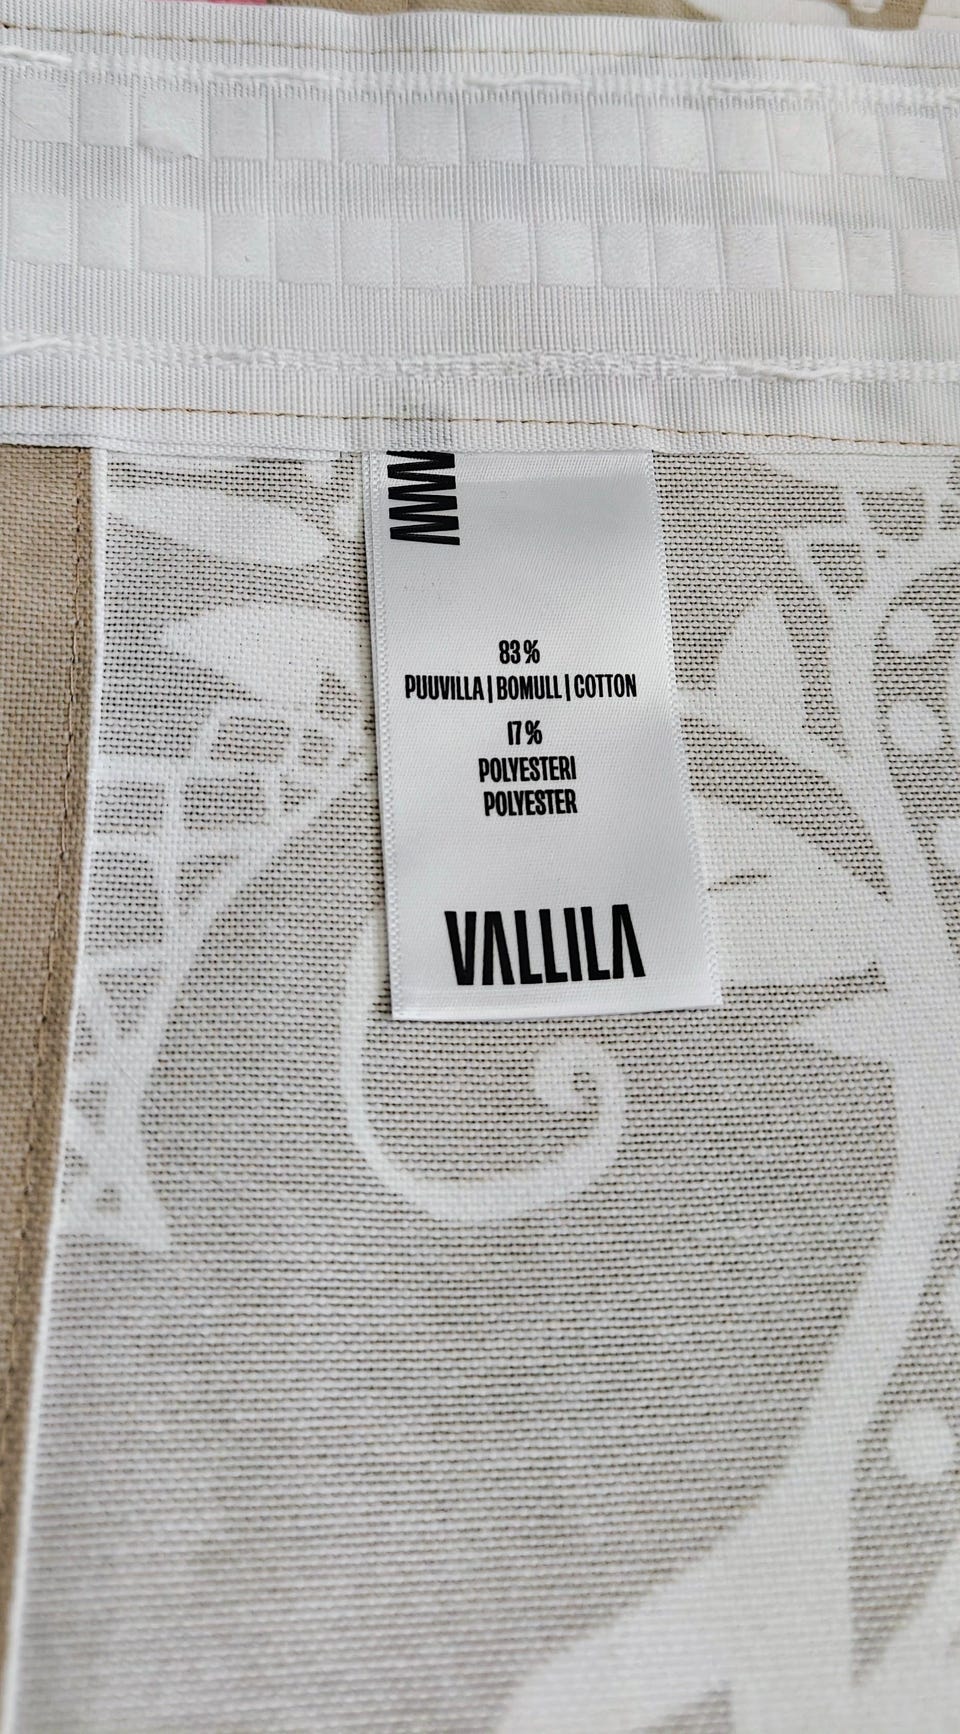 83%
PUUVILLA | BOMULL | COTTON
17%
POLYESTERI
POLYESTER
VALLILA